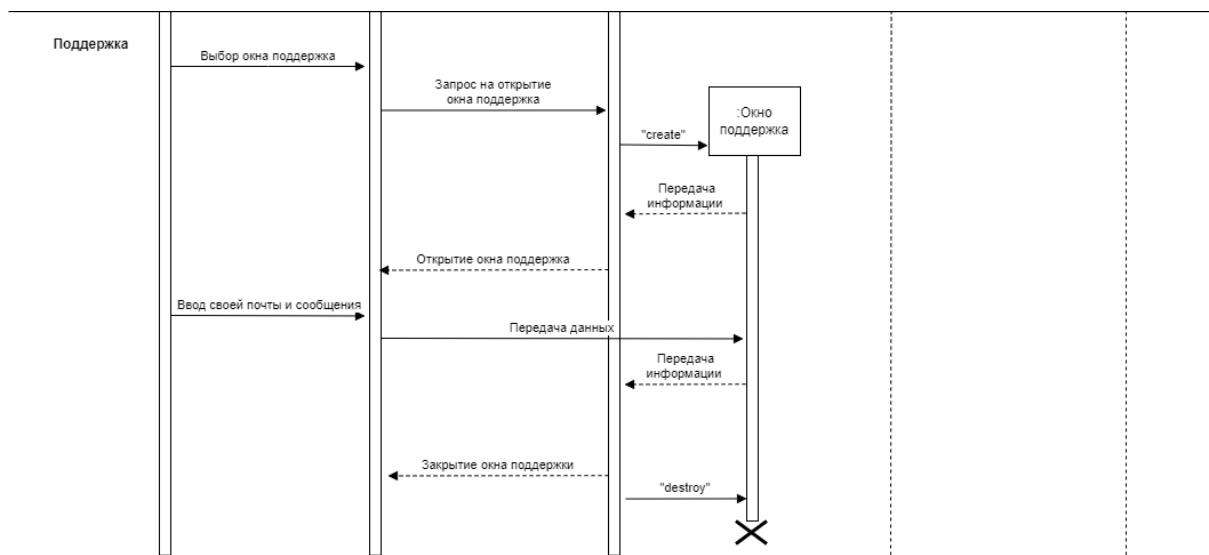 Поддержка
Выбор окна поддержка
Запрос на открытие
окна поддержка
:Окно
поддержка
"create"
Передача
информации
Открытие окна поддержка
Ввод своей почты и сообщения
Передача данных
Передача
информации
Закрытие окна поддержки
"destroy"